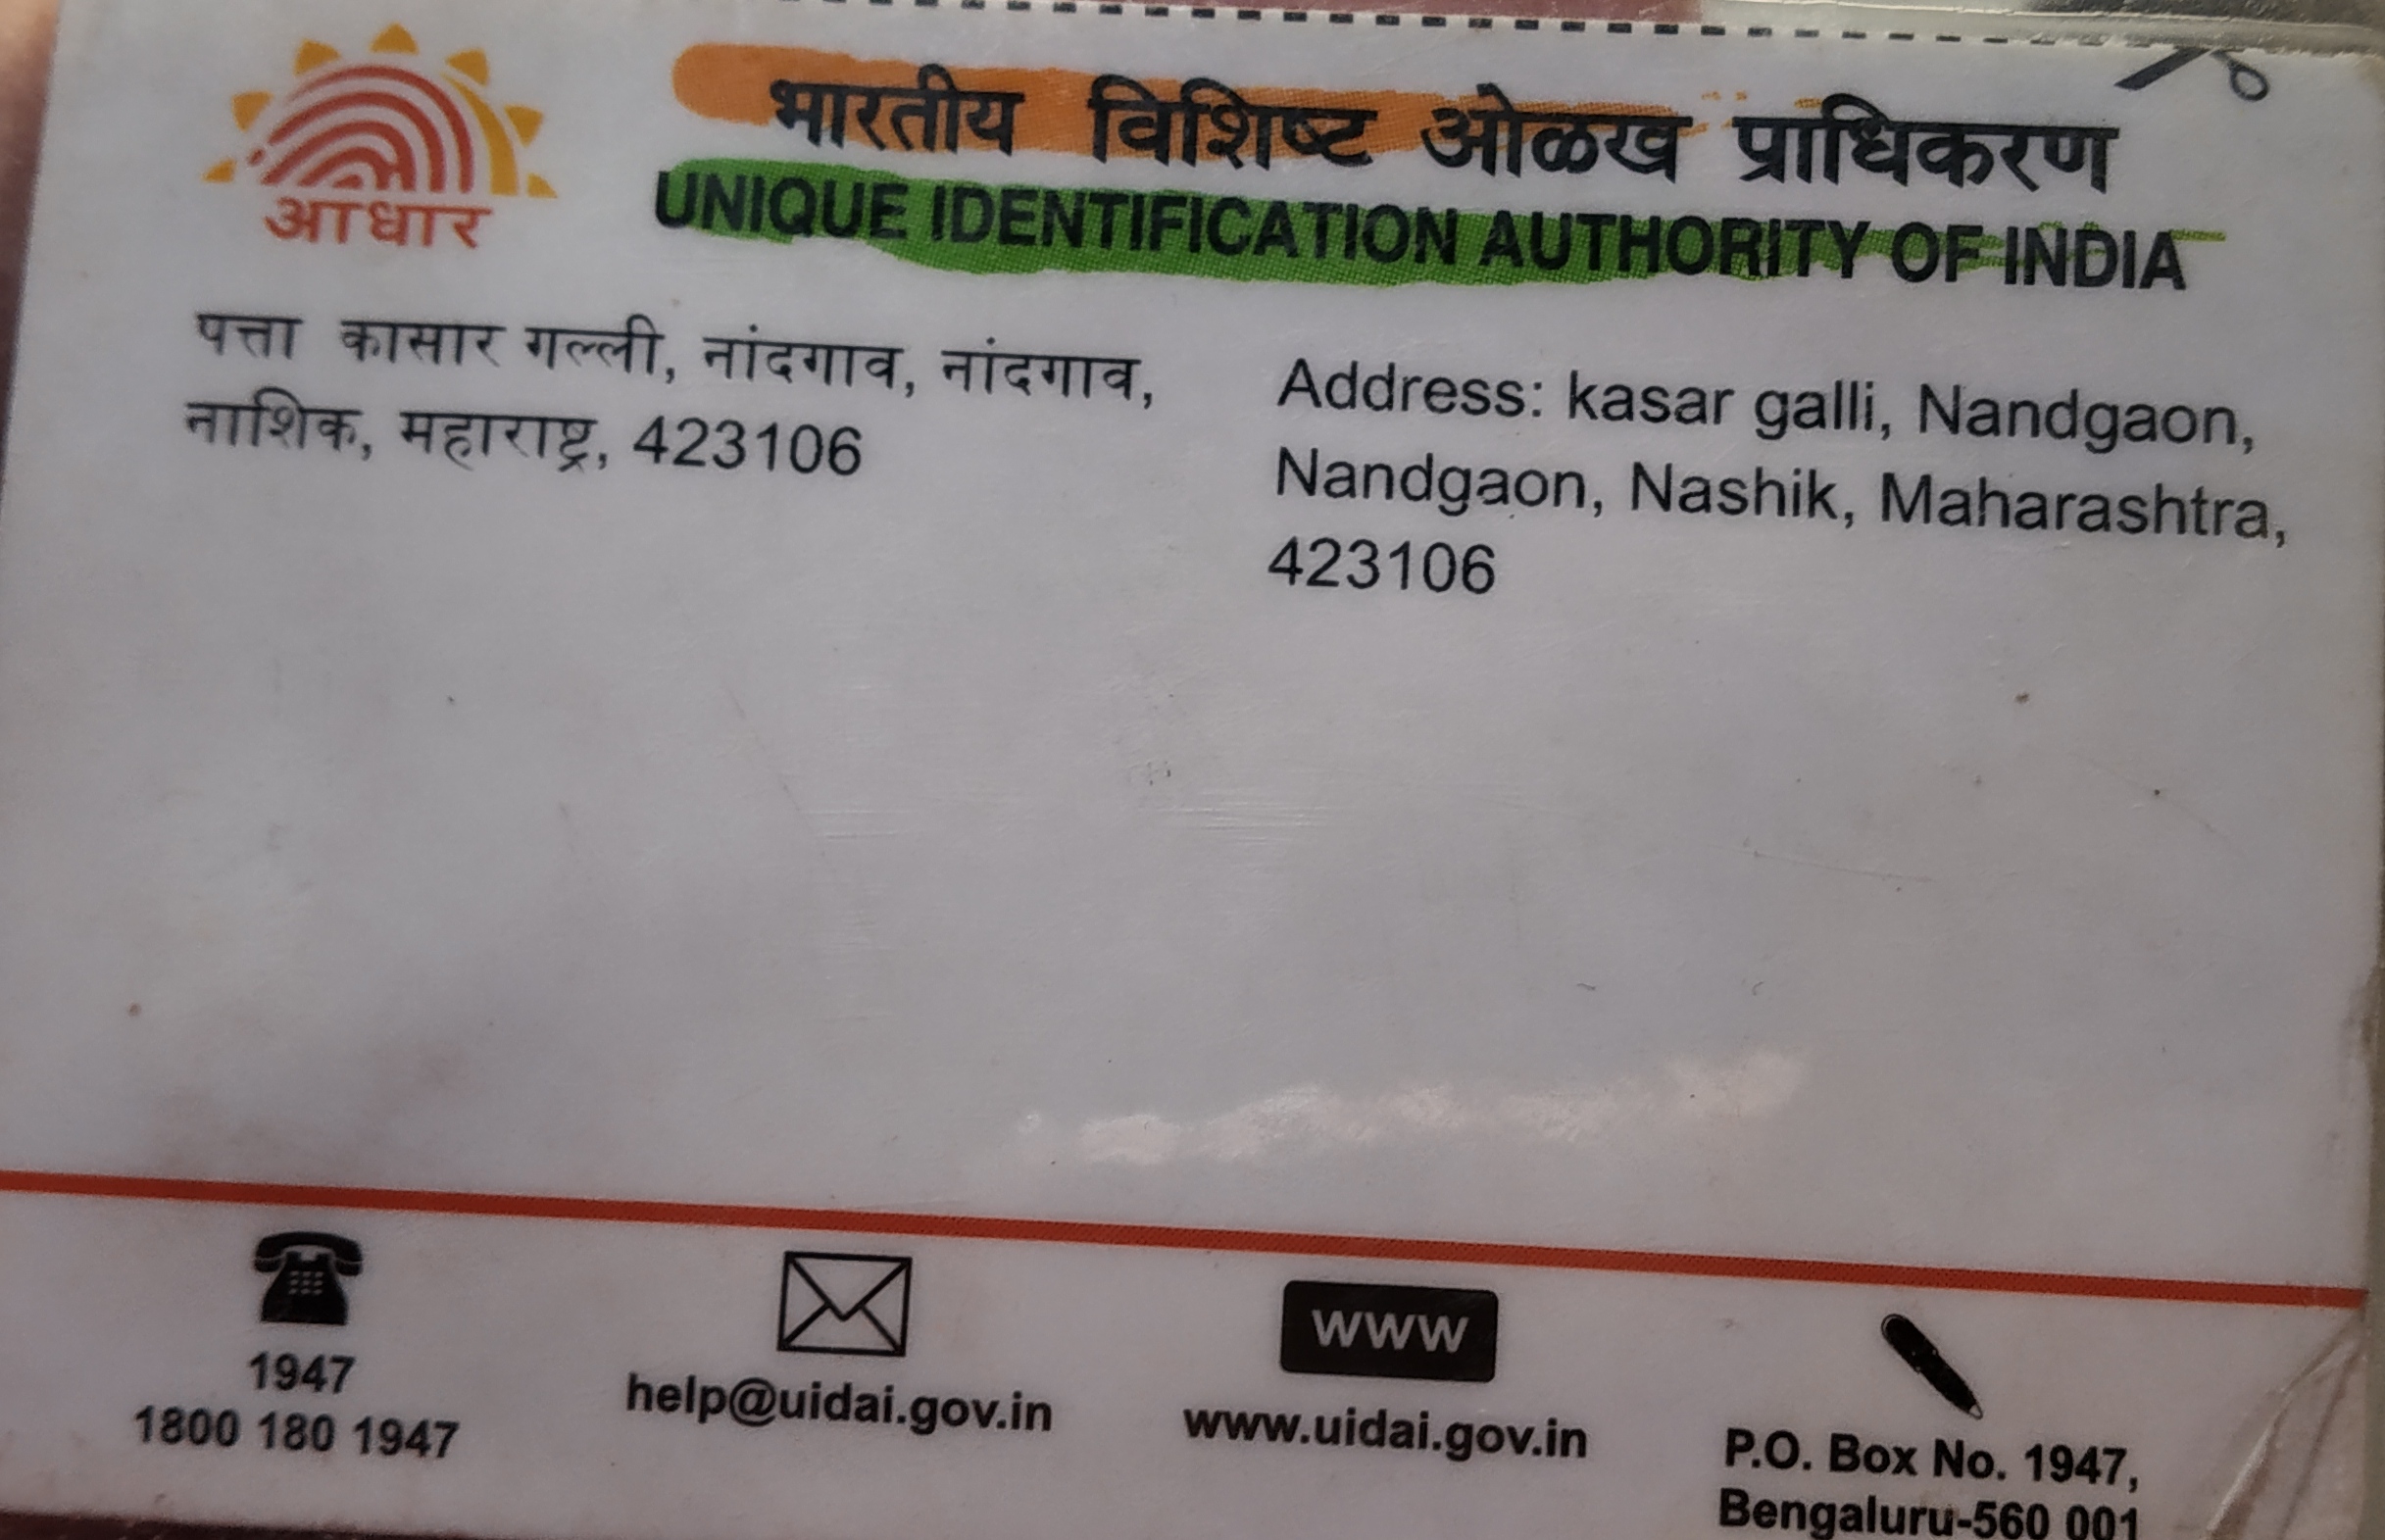 आधार
भारतीय विशिष्ट ओळख प्राधिकरण
UNIQUE IDENTIFICATION AUTHORITY OF INDIA
पत्ता कासार गल्ली, नांदगाव, नांदगाव,
नाशिक, महाराष्ट्र, 423106
Address: kasar galli, Nandgaon,
Nandgaon, Nashik, Maharashtra,
423106
1947
1800 180 1947
help@uidai.gov.in
www
www.uidai.gov.in
P.O. Box No. 1947,
Bengaluru-560 001